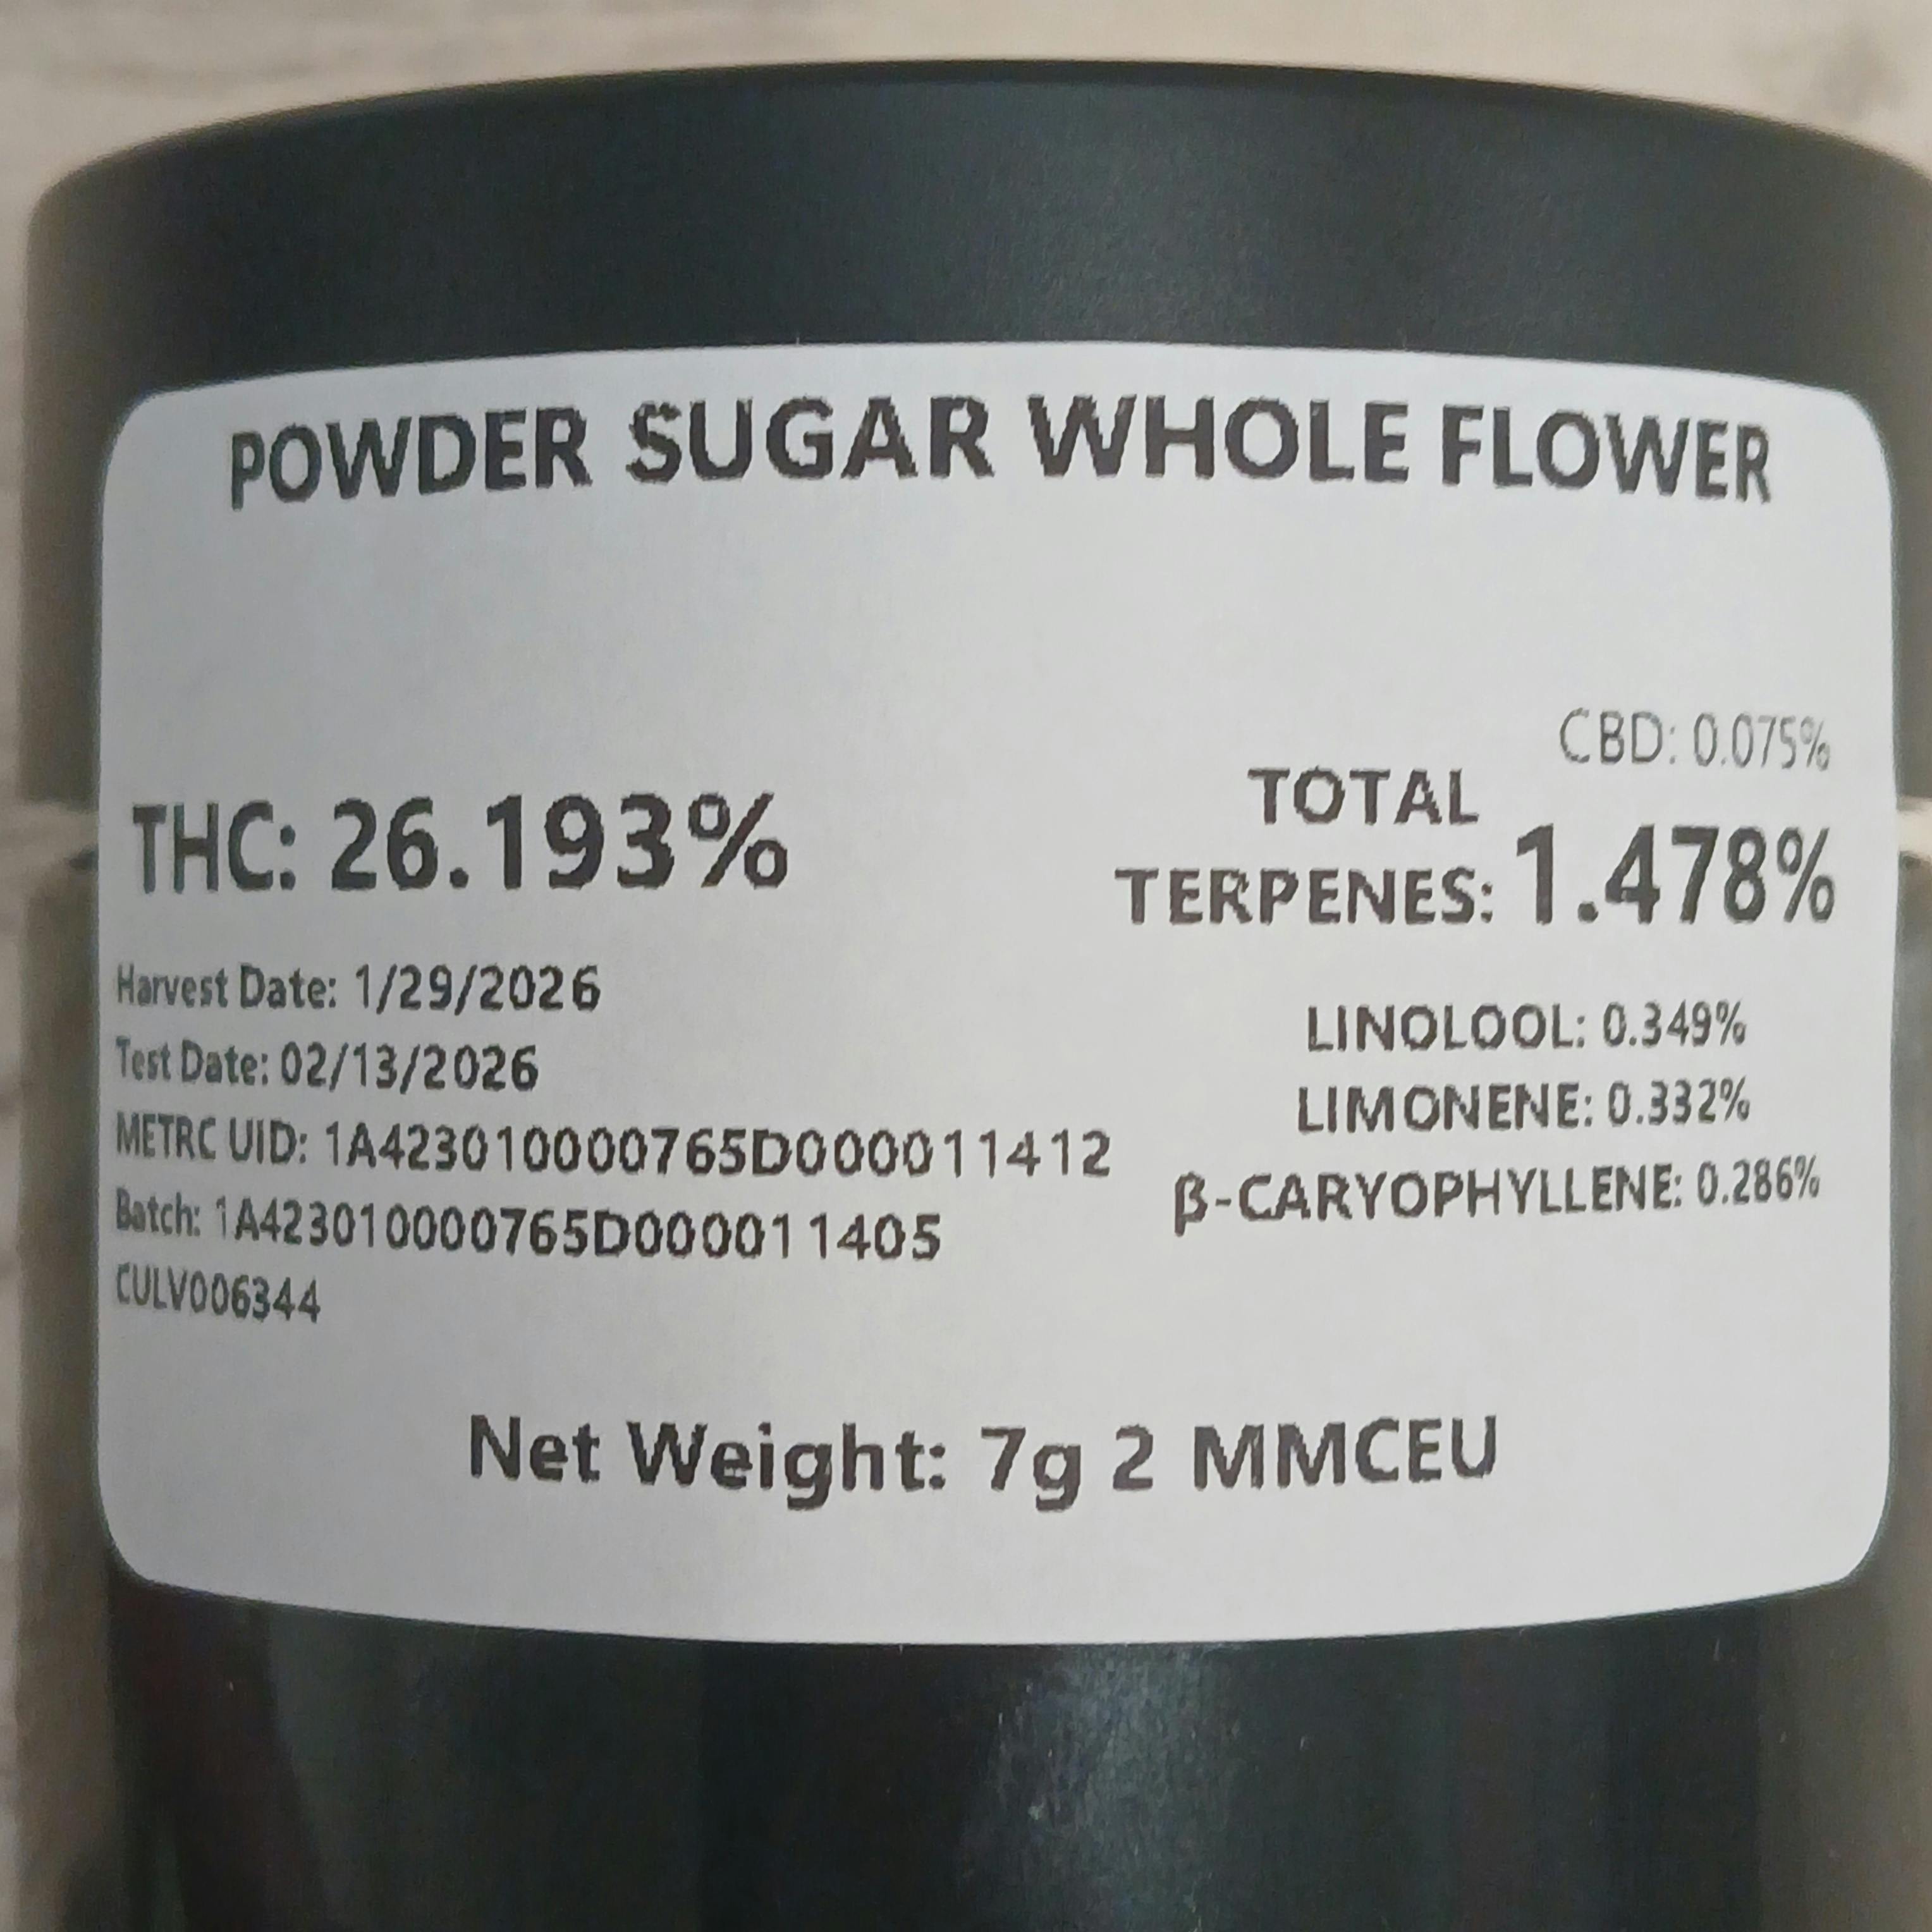 POWDER SUGAR WHOLE FLOWER
CBD: 0.075%
THC: 26.193%
TOTAL
TERPENES: 1.478%
Harvest Date: 1/29/2026
Test Date: 02/13/2026
METRC UID: 1A423010000765D000011412
Batch: 1A423010000765D000011405
CULV006344
LINOLOOL: 0.349%
LIMONENE: 0.332%
β-CARYOPHYLLENE: 0.286%
Net Weight: 7g 2 MMCEU